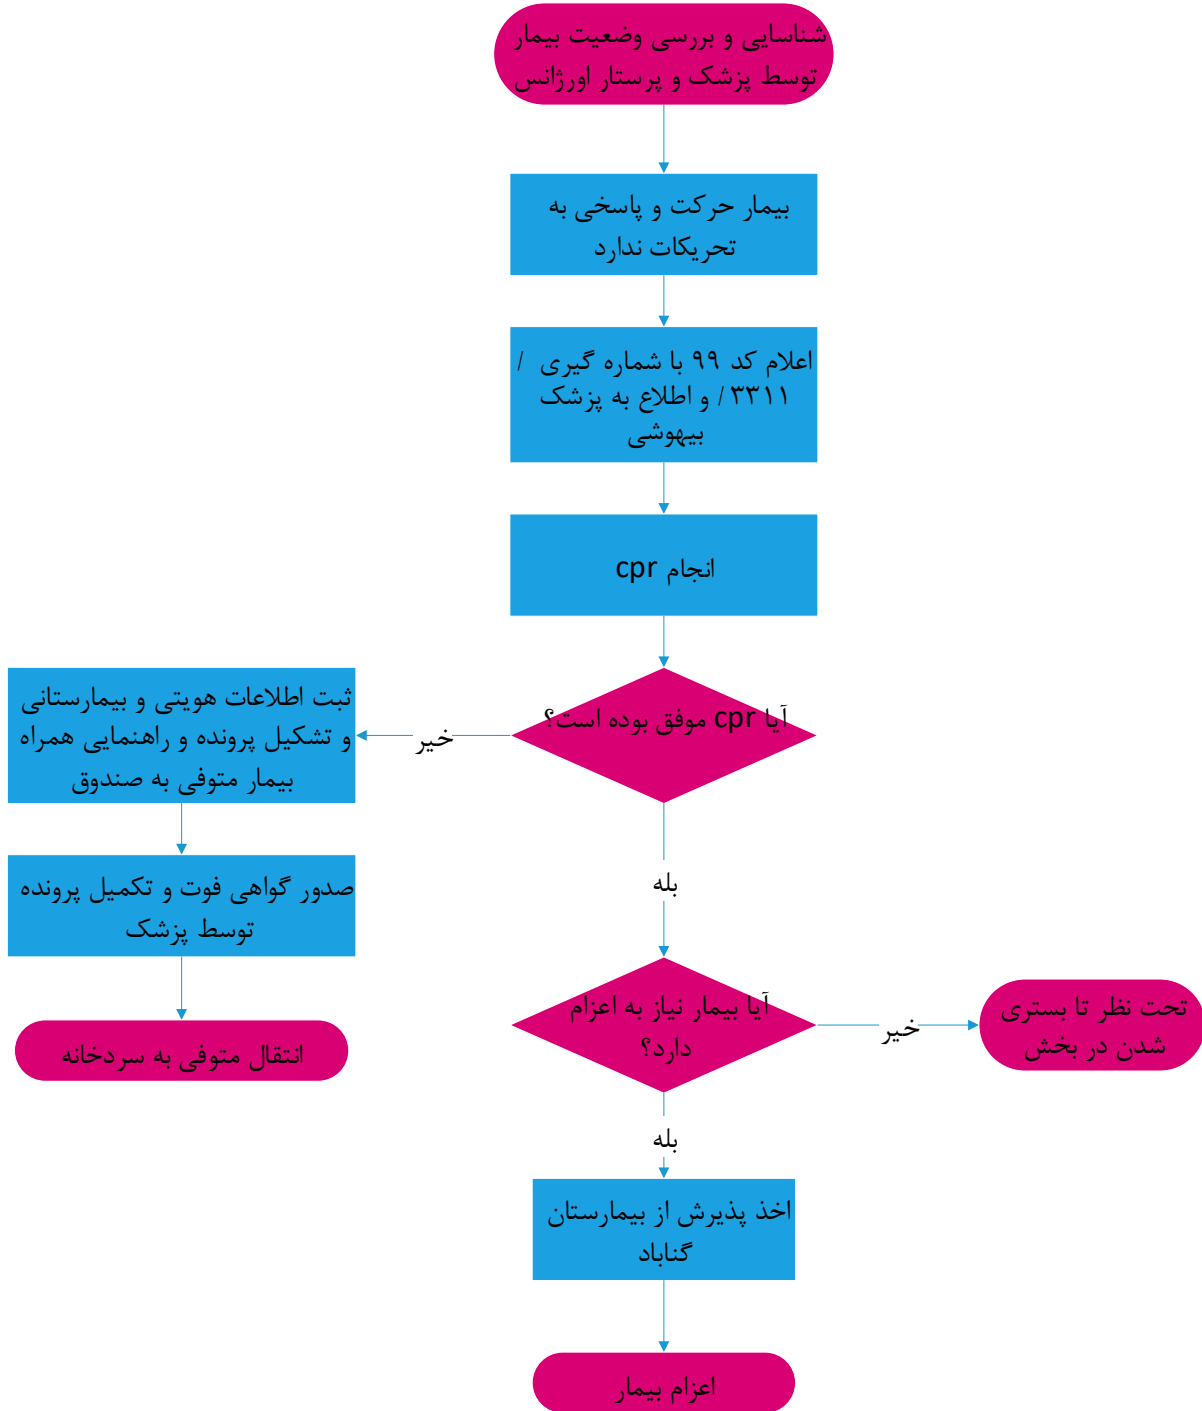 شناسایی و بررسی وضعیت بیمار
توسط پزشک و پرستار اورژانس
بیمار حرکت و پاسخی به
تحریکات ندارد
اعلام کد ۹۹ با شماره گیری /
۳۳۱۱/ و اطلاع به پزشک
بیهوشی
انجام cpr
آیا cpr موفق بوده است؟
خیر
ثبت اطلاعات هویتی و بیمارستانی
و تشکیل پرونده و راهنمایی همراه
بیمار متوفی به صندوق
صدور گواهی فوت و تکمیل پرونده
توسط پزشک
انتقال متوفی به سردخانه
بله
آیا بیمار نیاز به اعزام
دارد؟
خیر
تحت نظر تا بستری
شدن در بخش
بله
اخذ پذیرش از بیمارستان
گناباد
اعزام بیمار